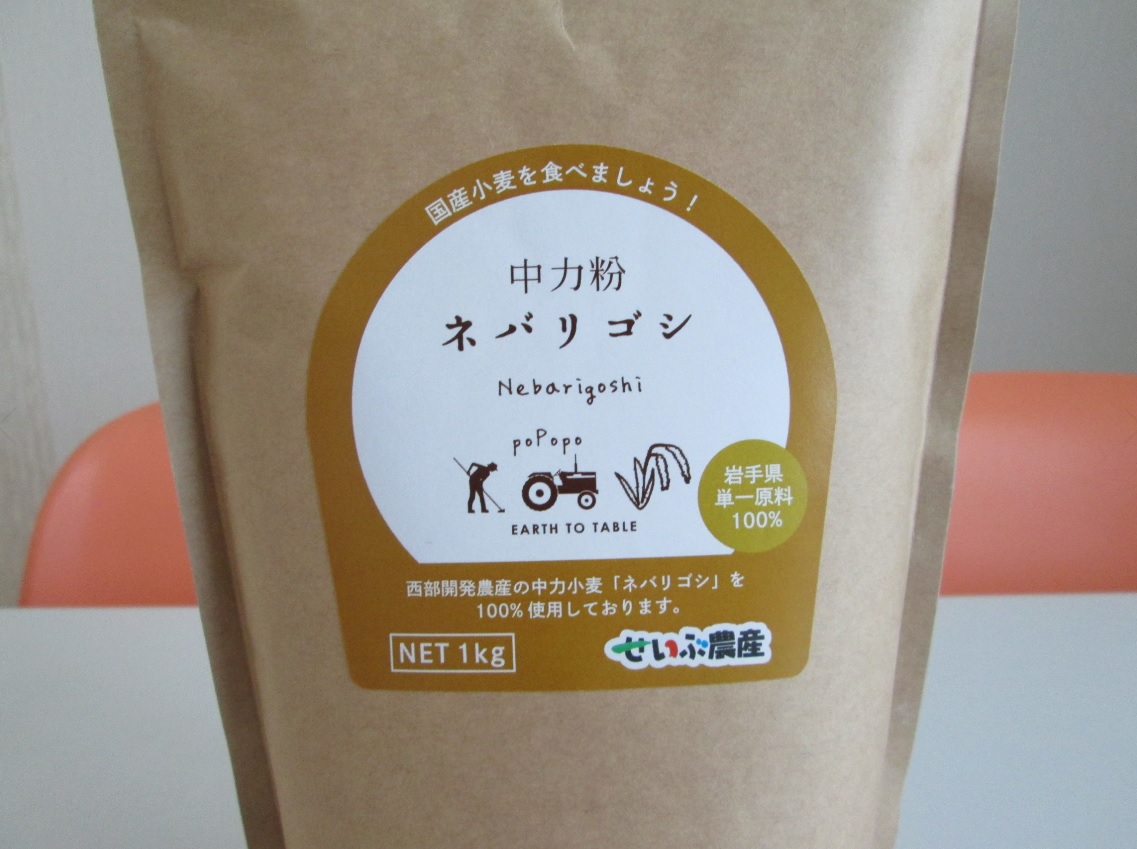 国産小麦を食べましょう!
中力粉
ネバリゴシ
Nebarigoshi
poPopo
EARTH TO TABLE
岩手県
単一原料
100%
西部開発農産の中力小麦「ネバリゴシ」を
100%使用しております。
NET 1kg
せいぶ農産